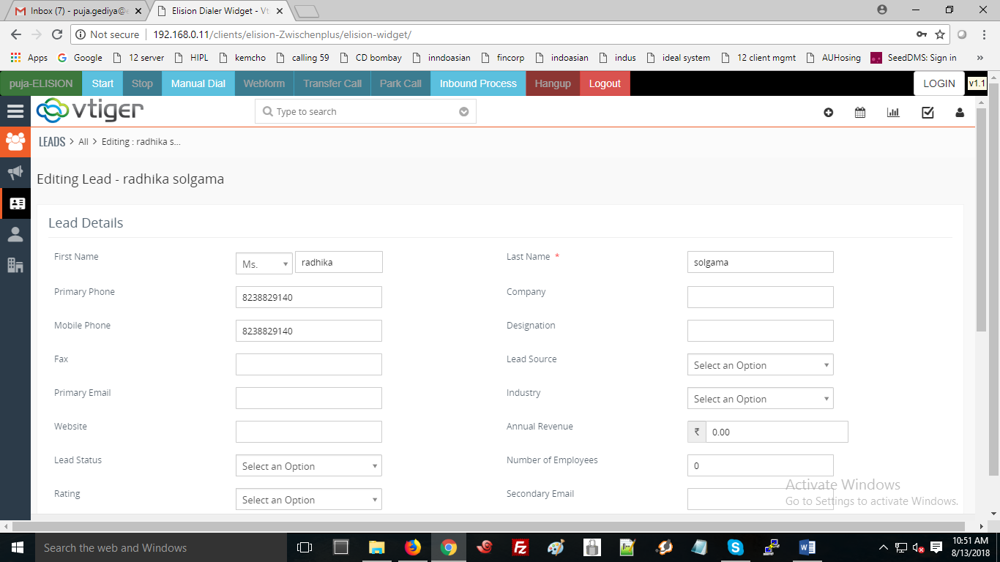 Inbox (7) - puja.gediya@
Elision Dialer Widget - Vt
Not secure 192.168.0.11/clients/elision-Zwischenplus/elision-widget/
Apps Google 12 server HIPL kemcho calling 59 CD bombay inndoasian fincorp indoasian indus ideal system 12 client mgmt AUHosing SeedDMS: Sign in »
puja-ELISION Start Stop Manual Dial Webform Transfer Call Park Call Inbound Process Hangup Logout LOGIN v1.1
vtiger Type to search
LEADS > All > Editing : radhika s...
Editing Lead - radhika solgama
Lead Details
First Name Ms. radhika Last Name * solgama
Primary Phone 8238829140 Company
Mobile Phone 8238829140 Designation
Fax Lead Source Select an Option
Primary Email Industry Select an Option
Website Annual Revenue ₹ 0.00
Lead Status Select an Option Number of Employees 0
Rating Select an Option Secondary Email
Activate Windows
Go to Settings to activate Windows.
Search the web and Windows
10:51 AM
8/13/2018